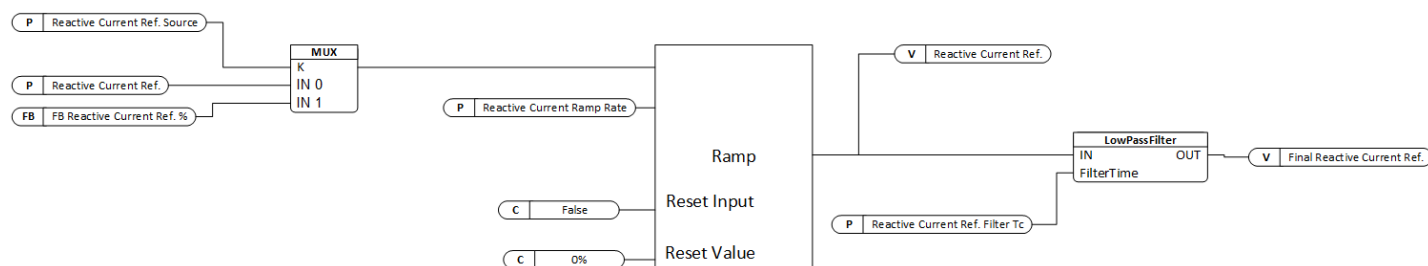 P Reactive Current Ref. Source
MUX
K
P Reactive Current Ref.
IN 0
IN 1
FB FB Reactive Current Ref. %
P Reactive Current Ramp Rate
Ramp
C False
Reset Input
C 0%
Reset Value
V Reactive Current Ref.
LowPassFilter
IN OUT
FilterTime
V Final Reactive Current Ref.
P Reactive Current Ref. Filter Tc